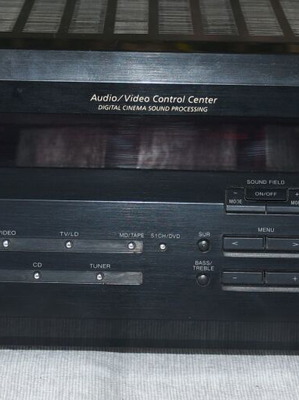 Audio/Video Control Center
DIGITAL CINEMA SOUND PROCESSING
SOUND FIELD
- ON/OFF +
MODE MODE
VIDEO TV/LD MD/TAPE 5.1CH/DVD SUR MENU
< >
CD TUNER BASS/
TREBLE
- +